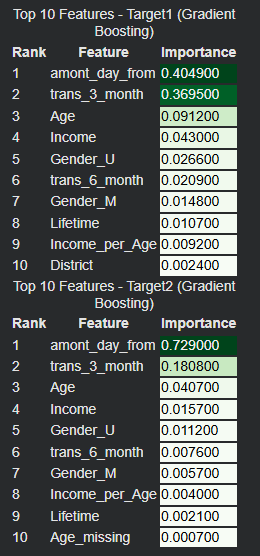 Top 10 Features - Target1 (Gradient
Boosting)
Rank Feature Importance
1 amont_day_from 0.404900
2 trans_3_month 0.369500
3 Age 0.091200
4 Income 0.043000
5 Gender_U 0.026600
6 trans_6_month 0.020900
7 Gender_M 0.014800
8 Lifetime 0.010700
9 Income_per_Age 0.009200
10 District 0.002400
Top 10 Features - Target2 (Gradient
Boosting)
Rank Feature Importance
1 amont_day_from 0.729000
2 trans_3_month 0.180800
3 Age 0.040700
4 Income 0.015700
5 Gender_U 0.011200
6 trans_6_month 0.007600
7 Gender_M 0.005700
8 Income_per_Age 0.004000
9 Lifetime 0.002100
10 Age_missing 0.000700